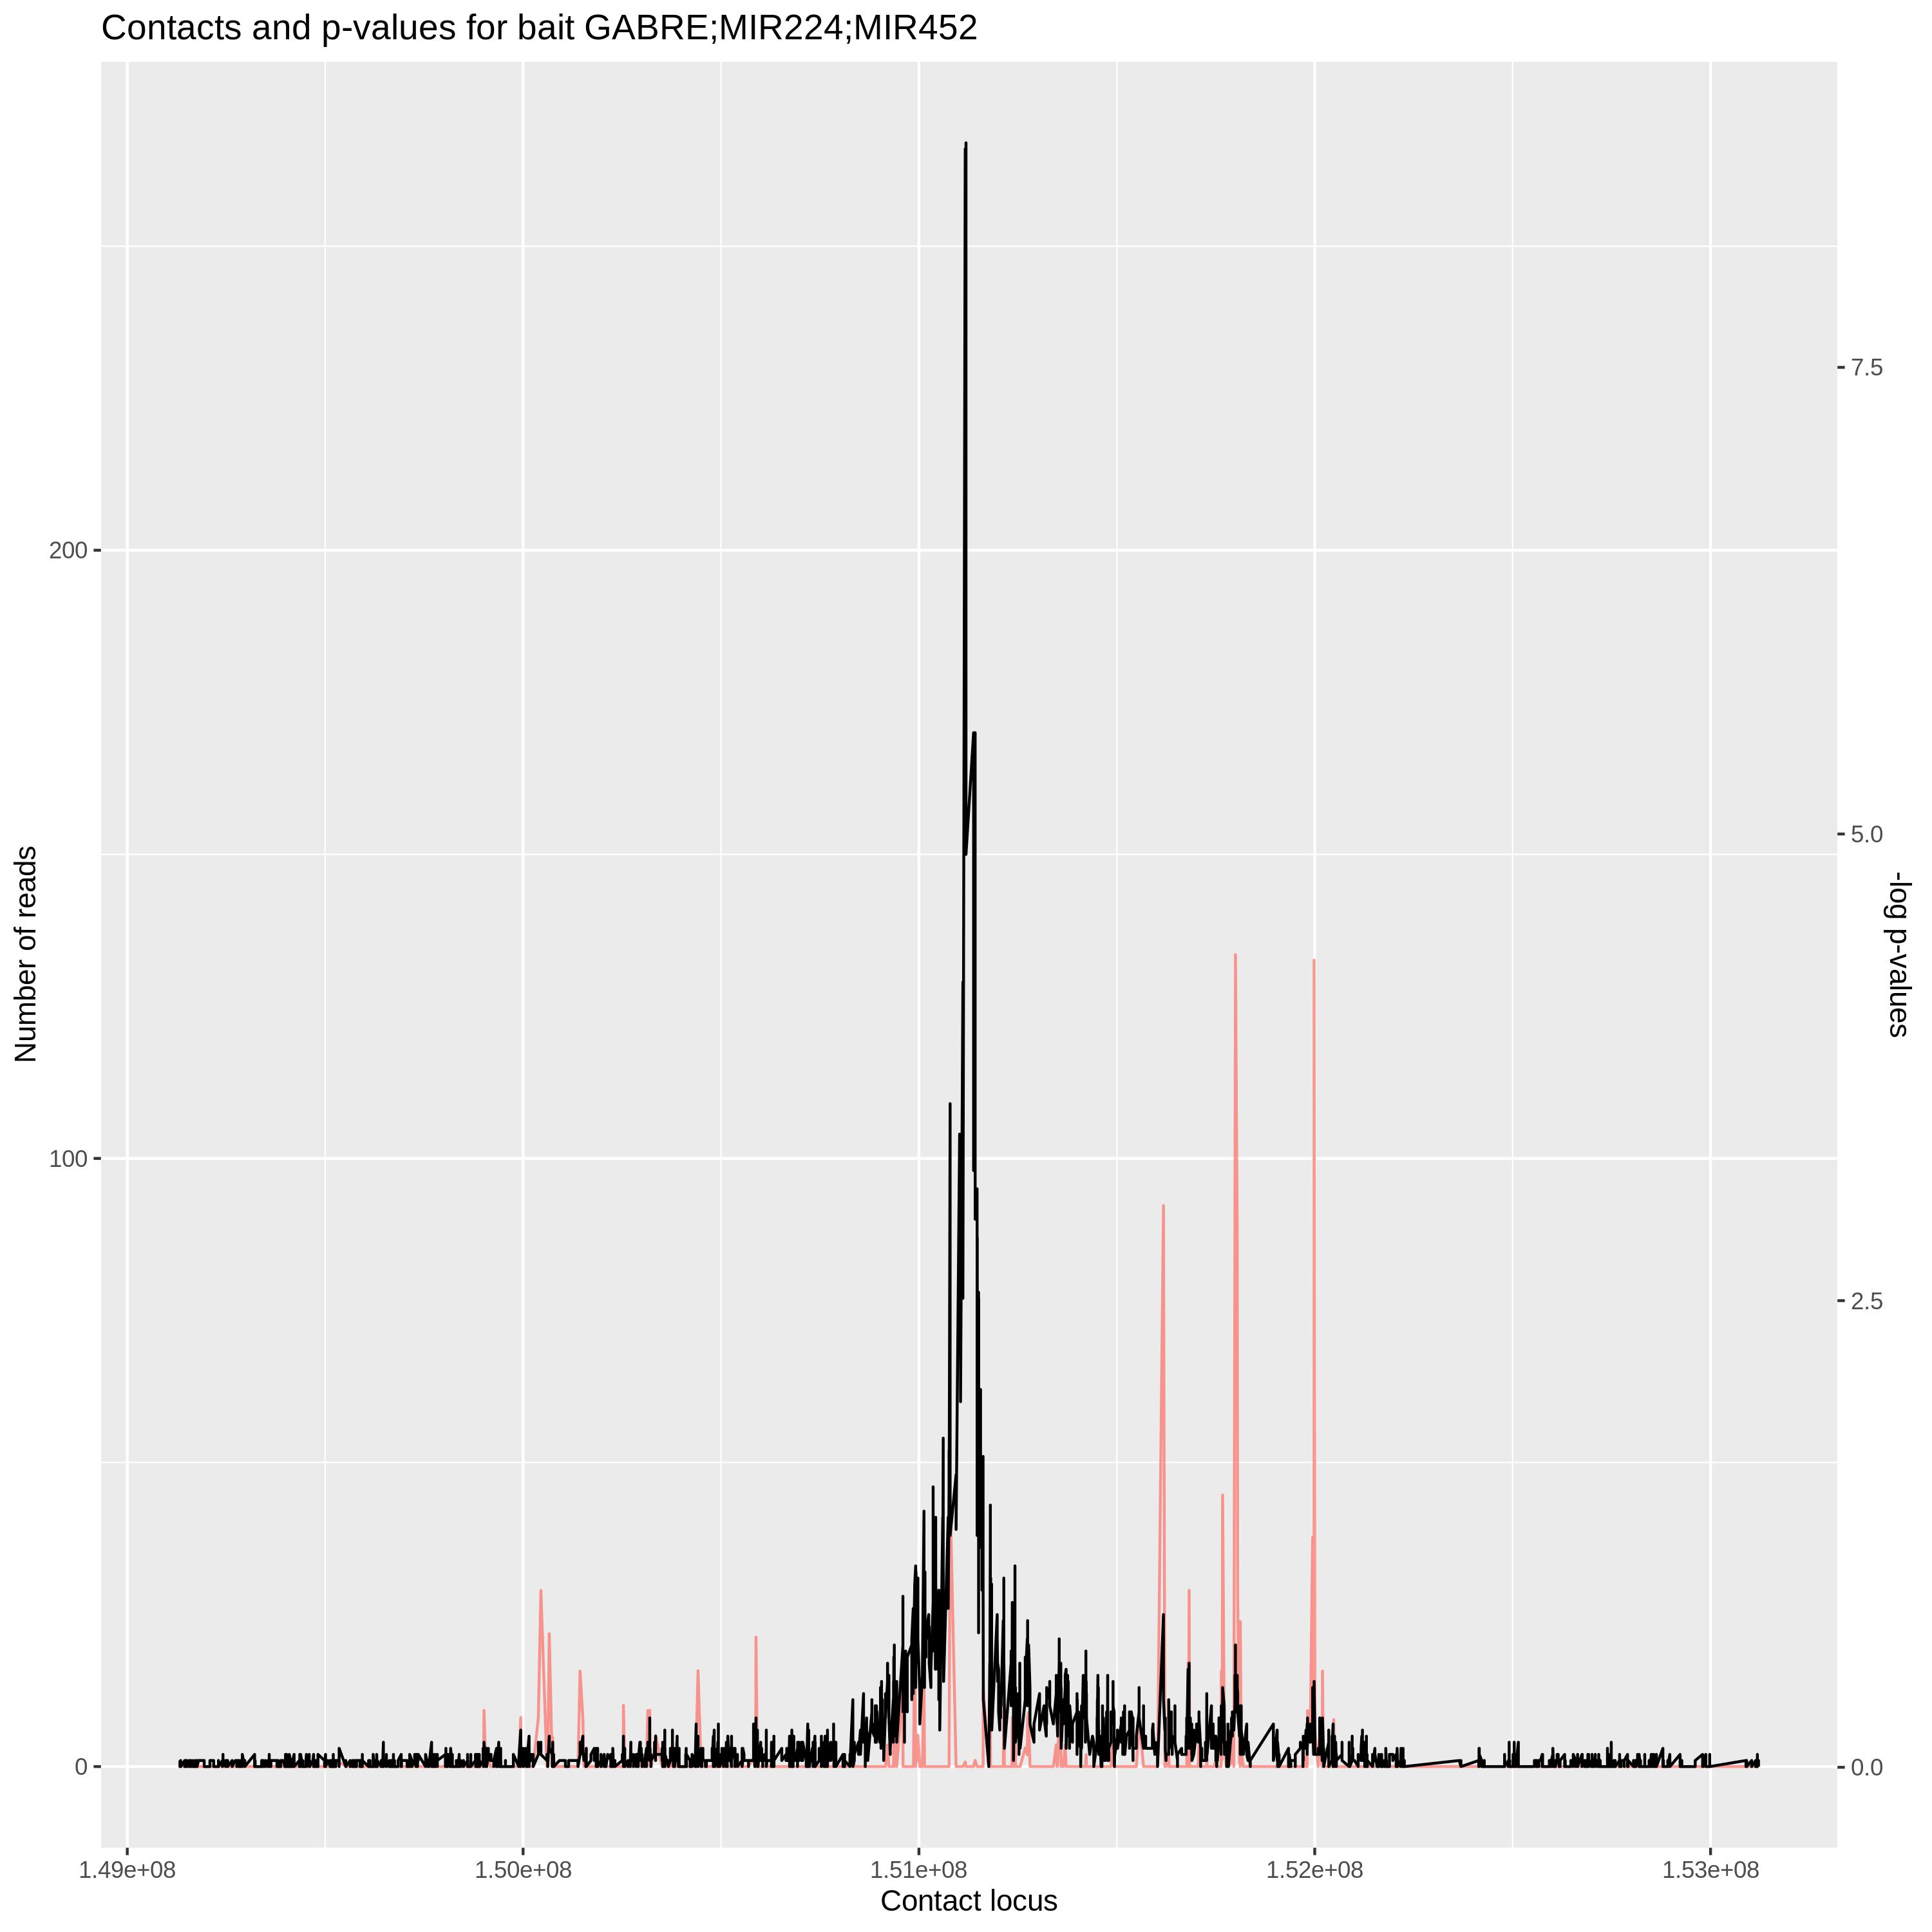 Contacts and p-values for bait GABRE;MIR224;MIR452
Number of reads
200
100
0
7.5
5.0
2.5
0.0
-log p-values
1.49e+08
1.50e+08
1.51e+08
1.52e+08
1.53e+08
Contact locus